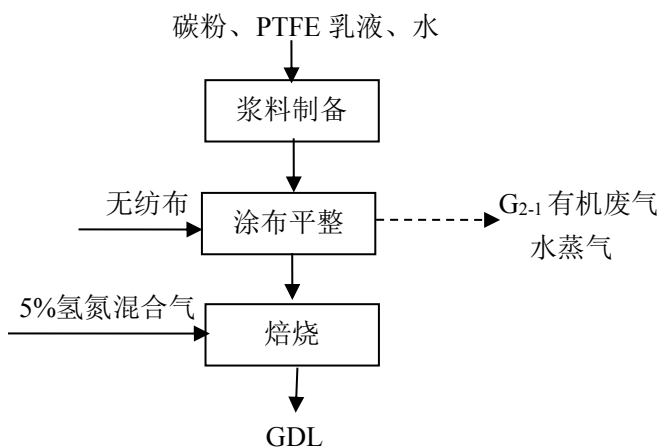 碳粉、PTFE 乳液、水
浆料制备
无纺布
涂布平整
G2-1 有机废气
水蒸气
5%氢氮混合气
焙烧
GDL